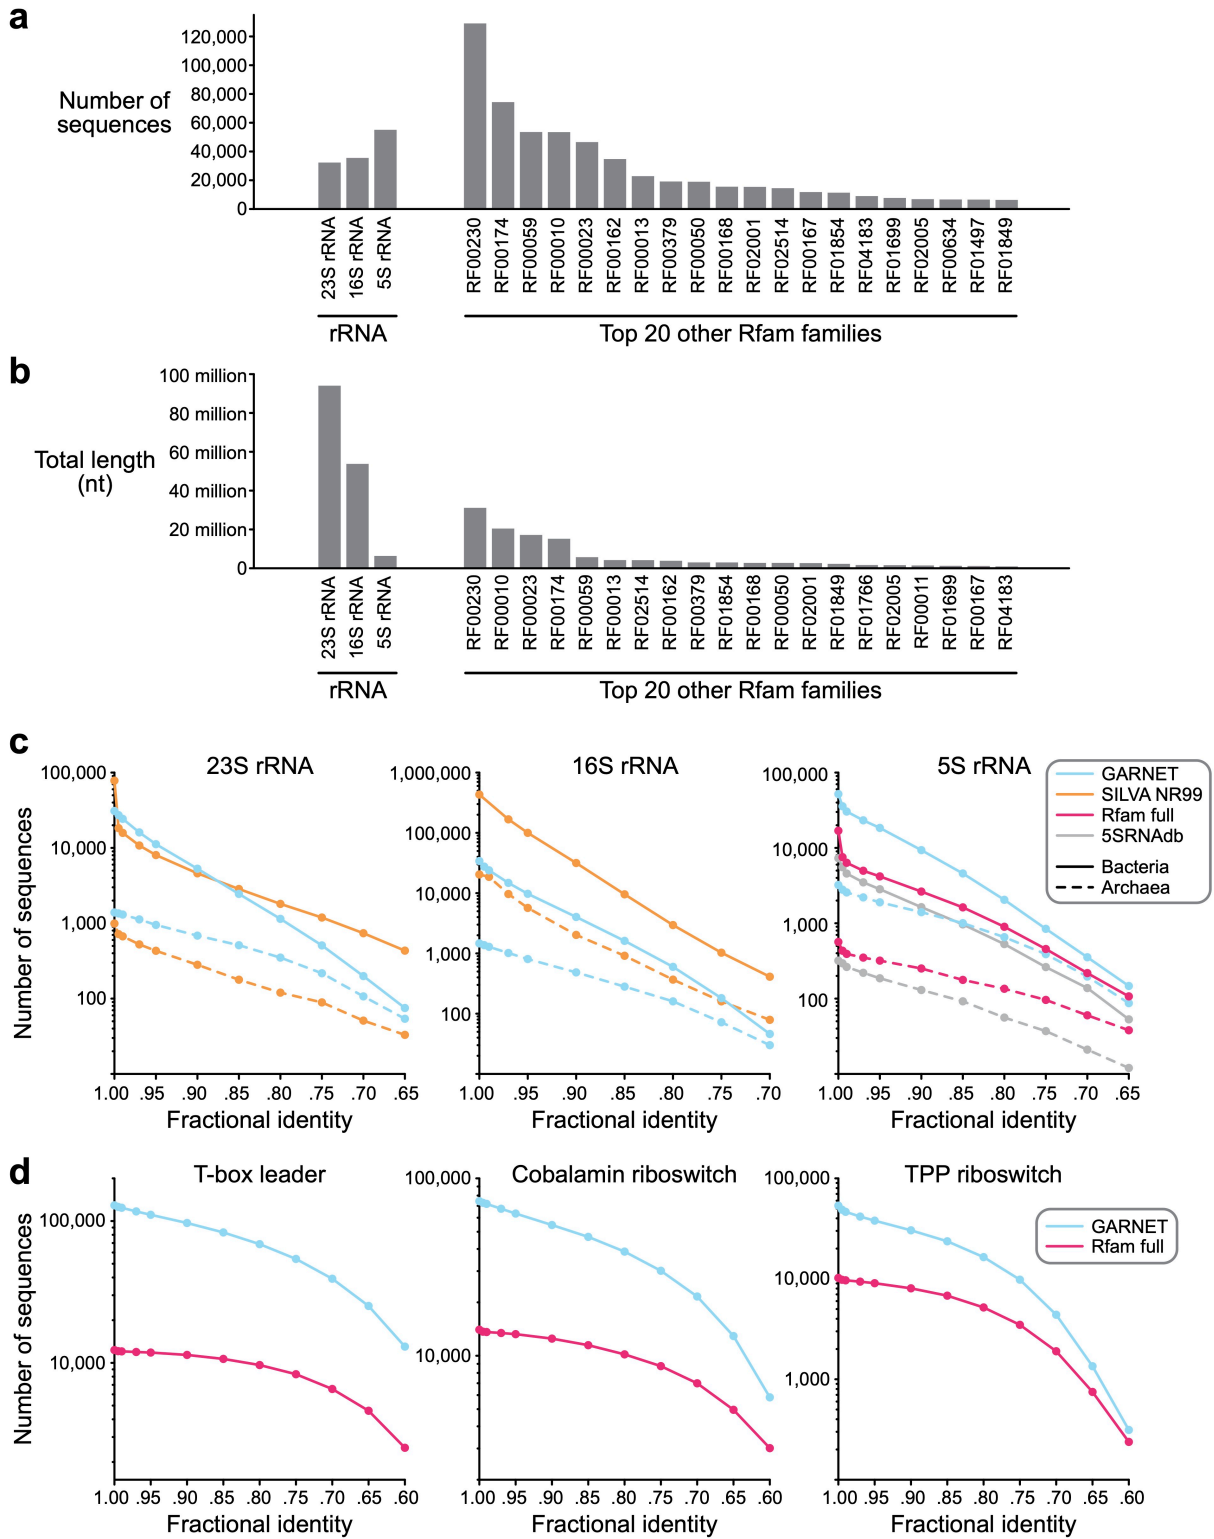 a
120,000
100,000
80,000
60,000
40,000
20,000
0
Number of
sequences
23S rRNA
16S rRNA
5S rRNA
RF00230
RF00174
RF00059
RF00010
RF00023
RF00162
RF00013
RF00379
RF00050
RF00168
RF02001
RF02514
RF00167
RF01854
RF04183
RF01699
RF02005
RF00634
RF01497
RF01849
rRNA
Top 20 other Rfam families
b
100 million
80 million
60 million
40 million
20 million
0
Total length
(nt)
23S rRNA
16S rRNA
5S rRNA
RF00230
RF00010
RF00023
RF00174
RF00059
RF00013
RF02514
RF00162
RF00379
RF01854
RF00168
RF00050
RF02001
RF01849
RF01766
RF02005
RF00011
RF01699
RF00167
RF04183
rRNA
Top 20 other Rfam families
c
23S rRNA
Number of sequences
100,000
10,000
1,000
100
1.00 .95 .90 .85 .80 .75 .70 .65
Fractional identity
16S rRNA
1,000,000
100,000
10,000
1,000
100
1.00 .95 .90 .85 .80 .75 .70
Fractional identity
5S rRNA
100,000
10,000
1,000
100
1.00 .95 .90 .85 .80 .75 .70 .65
Fractional identity
GARNET
SILVA NR99
Rfam full
5SRNAdb
Bacteria
Archaea
d
T-box leader
Number of sequences
100,000
10,000
1.00 .95 .90 .85 .80 .75 .70 .65 .60
Fractional identity
Cobalamin riboswitch
100,000
10,000
1.00 .95 .90 .85 .80 .75 .70 .65 .60
Fractional identity
TPP riboswitch
100,000
10,000
1,000
1.00 .95 .90 .85 .80 .75 .70 .65 .60
Fractional identity
GARNET
Rfam full